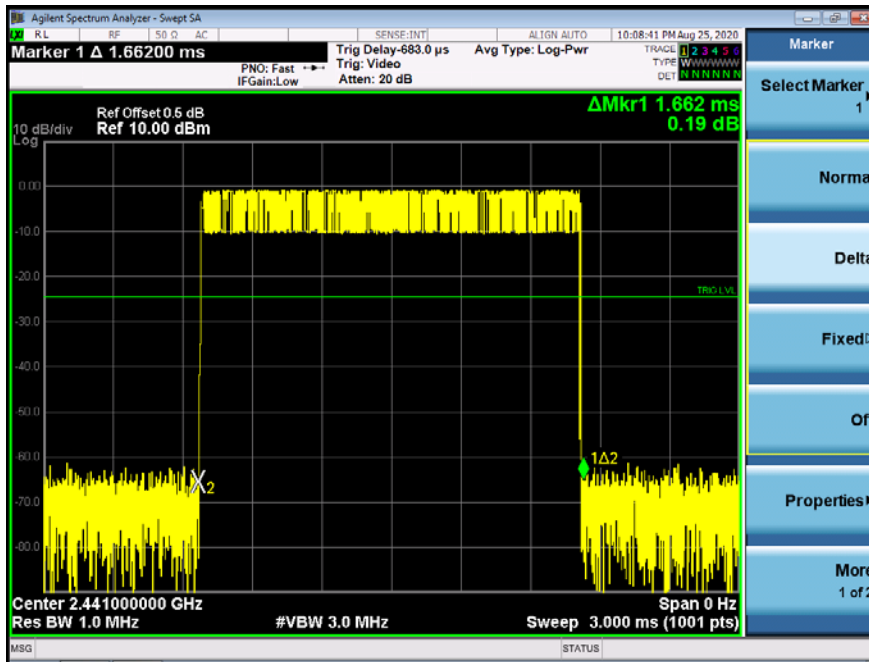 Agilent Spectrum Analyzer - Swept SA
LXI RL RF 50 Ω AC SENSE:INT ALIGN AUTO 10:08:41 PM Aug 25, 2020
Marker 1 Δ 1.66200 ms
PNO: Fast
IFGain:Low
Trig Delay-683.0 µs
Trig: Video
Atten: 20 dB
Avg Type: Log-Pwr
TRACE 1 2 3 4 5 6
TYPE WWWWWW
DET N N N N N N
Ref Offset 0.5 dB
10 dB/div Ref 10.00 dBm
Log
ΔMkr1 1.662 ms
0.19 dB
0.00
-10.0
-20.0
TRIG LVL
-30.0
-40.0
-50.0
-60.0
1Δ2
X2
-70.0
-80.0
Center 2.441000000 GHz
Span 0 Hz
Res BW 1.0 MHz
#VBW 3.0 MHz
Sweep 3.000 ms (1001 pts)
MSG
STATUS
Marker
Select Marker
1
Norma
Delta
Fixed
Of
Properties
More
1 of 2